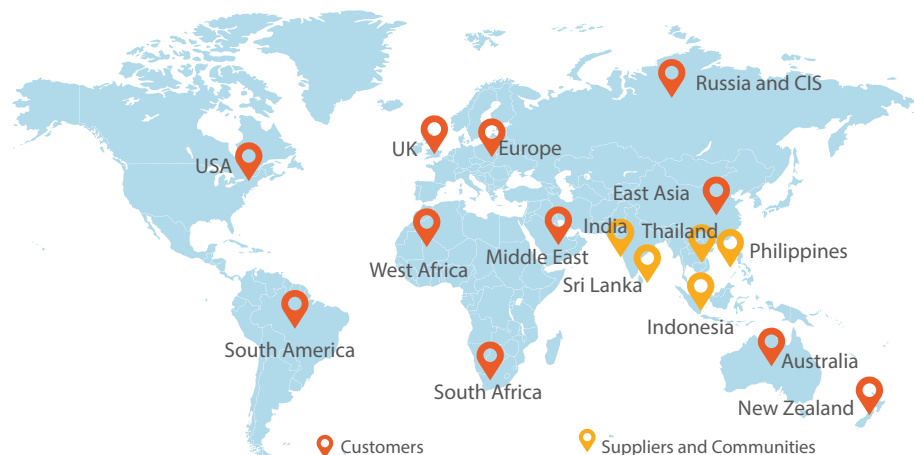 Russia and CIS
UK
Europe
USA
East Asia
India
Thailand
Philippines
West Africa
Middle East
Sri Lanka
Indonesia
South America
Australia
South Africa
New Zealand
Customers
Suppliers and Communities